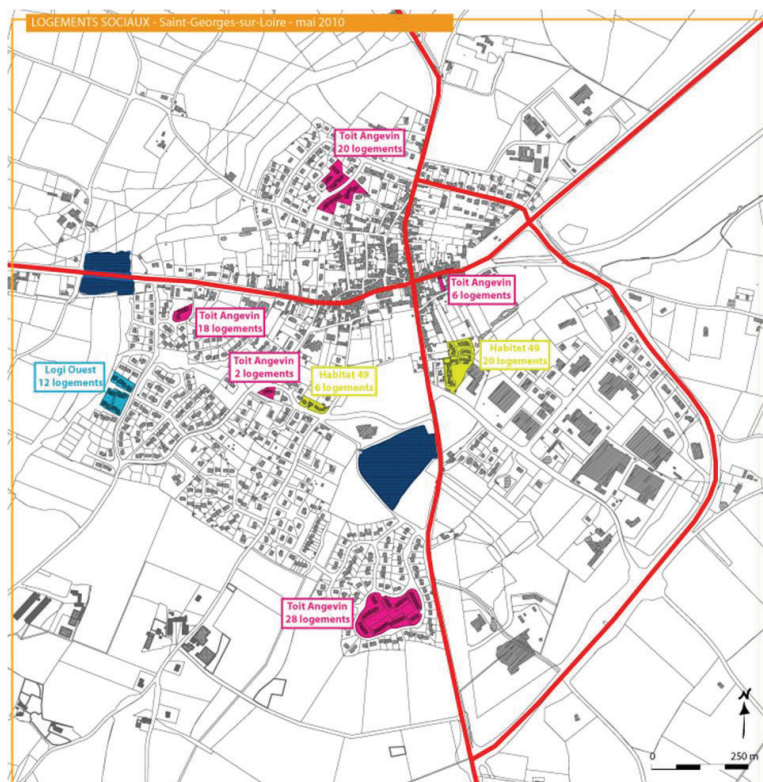 LOGEMENTS SOCIAUX - Saint-Georges-sur-Loire - mai 2010
Toit Angevin
20 logements
Toit Angevin
6 logements
Toit Angevin
18 logements
Habitat 49
20 logements
Toit Angevin
2 logements
Logi Ouest
12 logements
Habitat 49
6 logements
Toit Angevin
28 logements
N
0 250 m